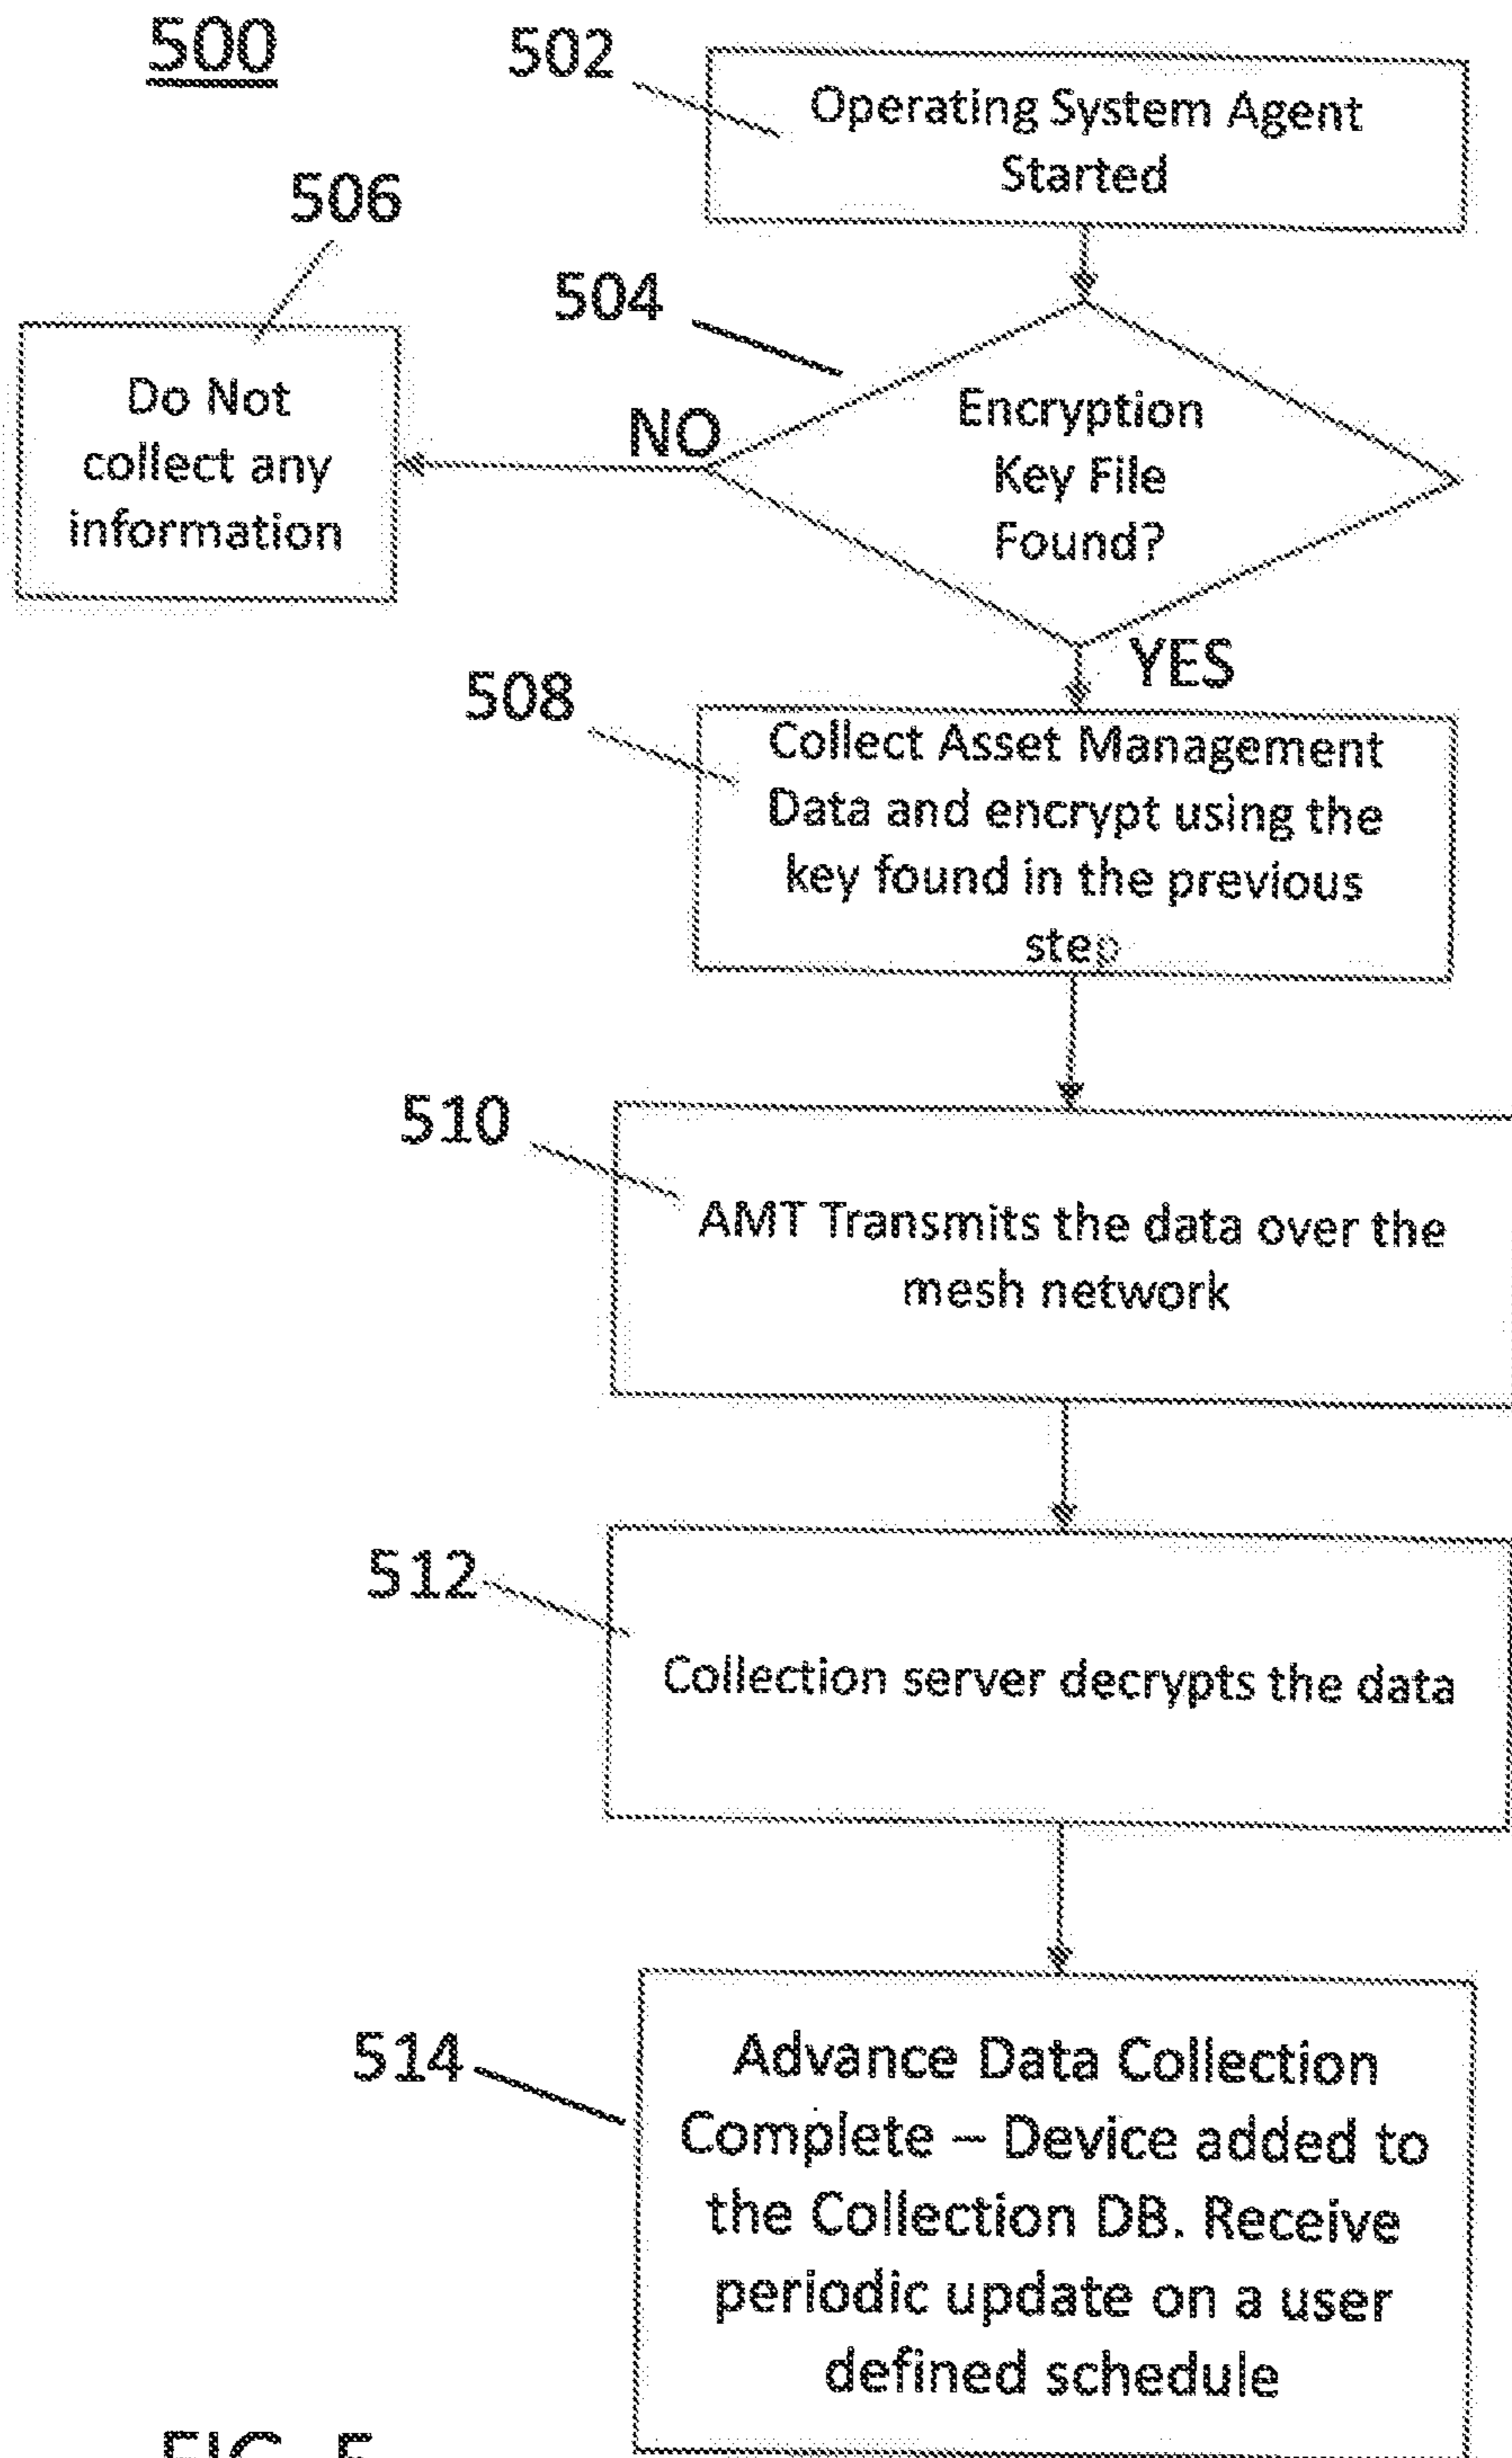 500
502
Operating System Agent
Started
506
504
Do Not
collect any
information
NO
Encryption
Key File
Found?
YES
508
Collect Asset Management
Data and encrypt using the
key found in the previous
step
510
AMT Transmits the data over the
mesh network
512
Collection server decrypts the data
514
Advance Data Collection
Complete – Device added to
the Collection DB. Receive
periodic update on a user
defined schedule
FIG. 5